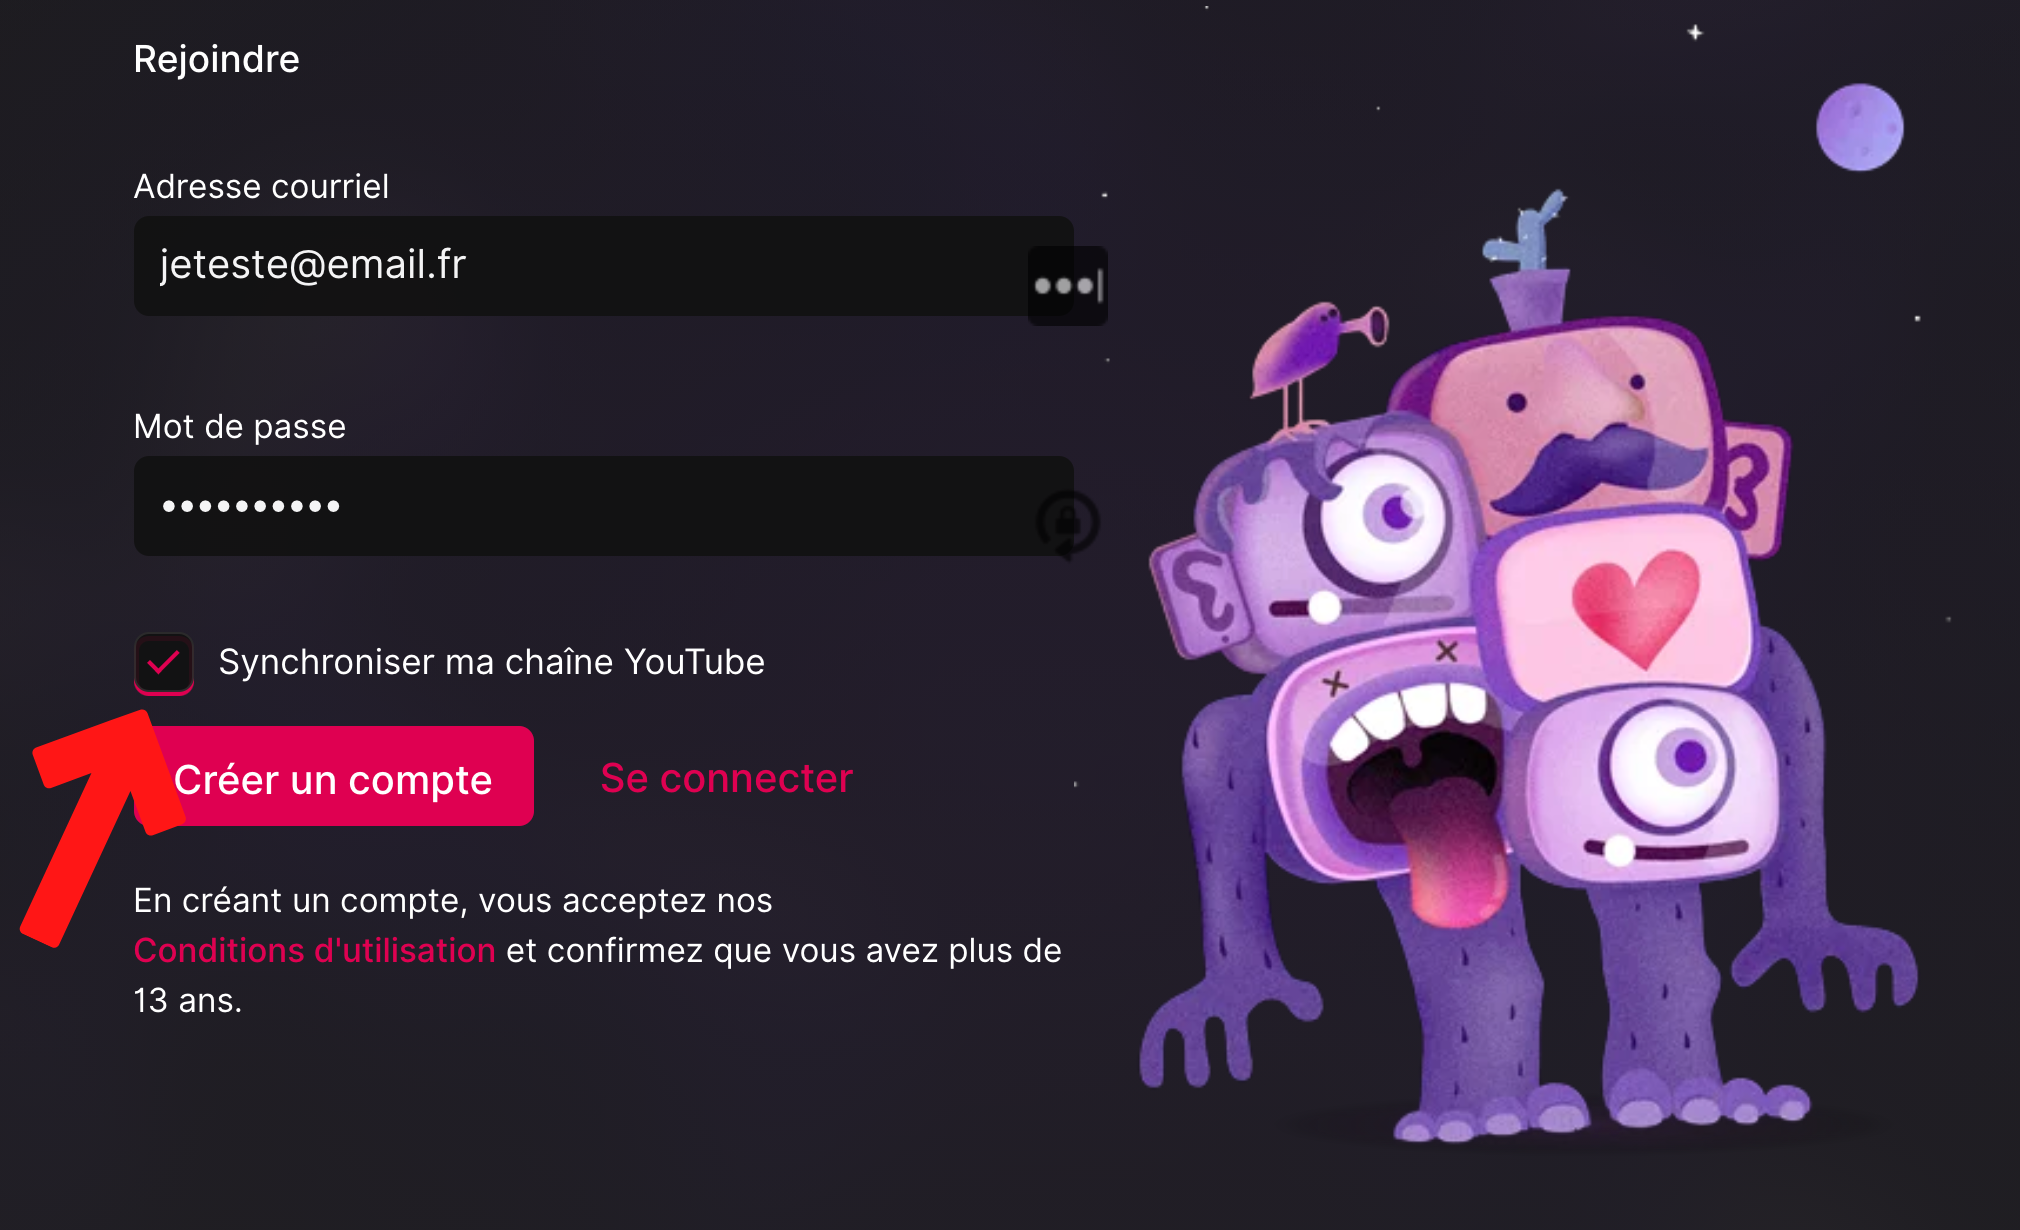 Rejoindre
Adresse courriel
jeteste@email.fr
Mot de passe
••••••••••
Synchroniser ma chaîne YouTube
Créer un compte
Se connecter
En créant un compte, vous acceptez nos
Conditions d'utilisation et confirmez que vous avez plus de
13 ans.